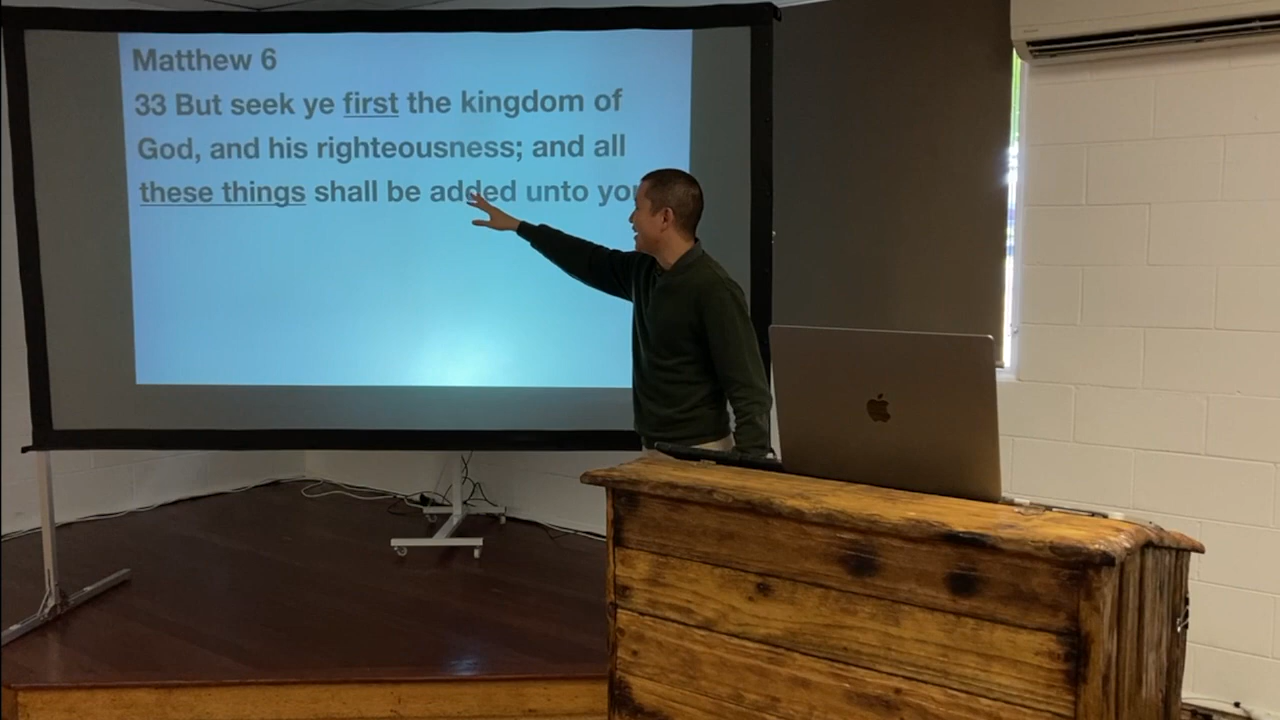 Matthew 6
33 But seek ye first the kingdom of
God, and his righteousness; and all
these things shall be added unto